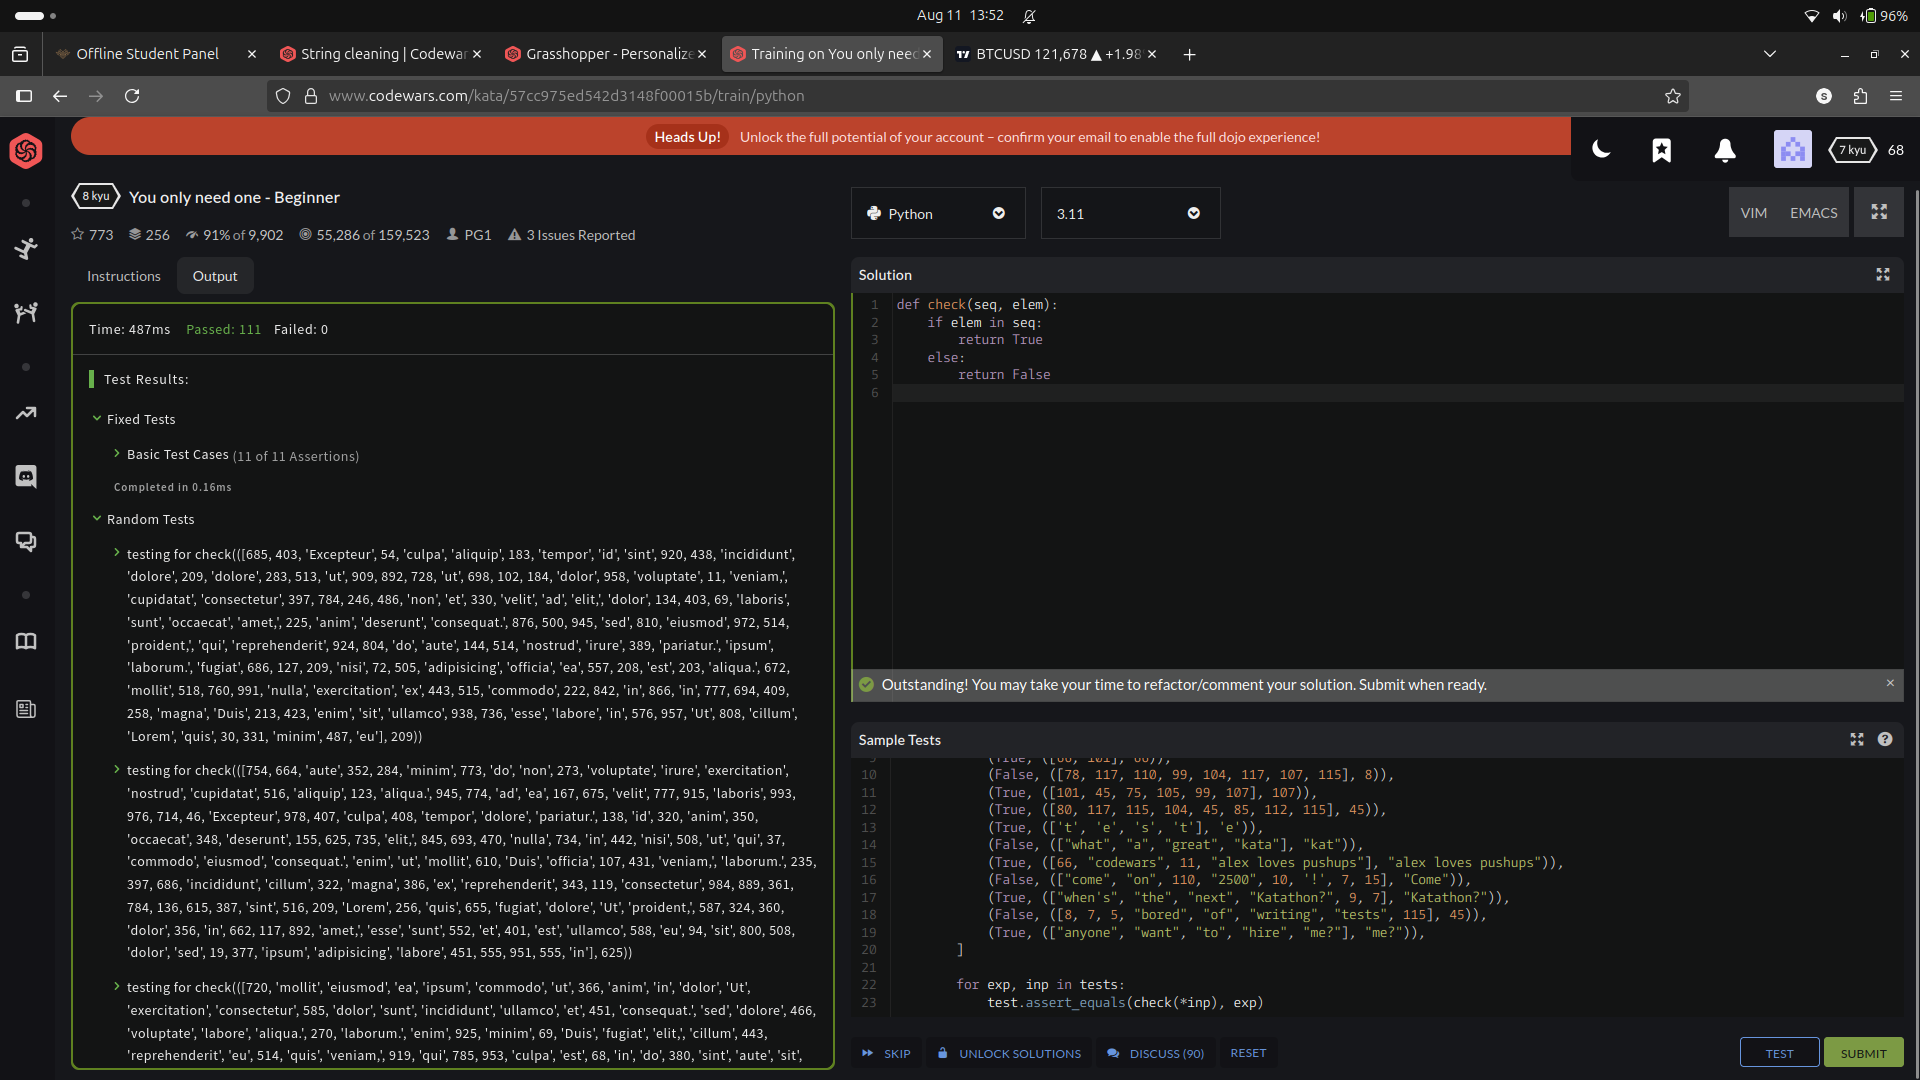 Aug 11 13:52
96%
Offline Student Panel
String cleaning | Codewar
Grasshopper - Personalize
Training on You only need
BTCUSD 121,678 ▲ +1.98
www.codewars.com/kata/57cc975ed542d3148f00015b/train/python
S
Heads Up! Unlock the full potential of your account – confirm your email to enable the full dojo experience!
7 kyu 68
8 kyu You only need one - Beginner
773 256 91% of 9,902 55,286 of 159,523 PG1 3 Issues Reported
Python 3.11
VIM EMACS
Instructions Output
Time: 487ms Passed: 111 Failed: 0
Test Results:
Fixed Tests
Basic Test Cases (11 of 11 Assertions)
Completed in 0.16ms
Random Tests
testing for check(([685, 403, 'Excepteur', 54, 'culpa', 'aliquip', 183, 'tempor', 'id', 'sint', 920, 438, 'incididunt',
'dolore', 209, 'dolore', 283, 513, 'ut', 909, 892, 728, 'ut', 698, 102, 184, 'dolor', 958, 'voluptate', 11, 'veniam,',
'cupidatat', 'consectetur', 397, 784, 246, 486, 'non', 'et', 330, 'velit', 'ad', 'elit,', 'dolor', 134, 403, 69, 'laboris',
'sunt', 'occaecat', 'amet,', 225, 'anim', 'deserunt', 'consequat.', 876, 500, 945, 'sed', 810, 'eiusmod', 972, 514,
'proident,', 'qui', 'reprehenderit', 924, 804, 'do', 'aute', 144, 514, 'nostrud', 'irure', 389, 'pariatur.', 'ipsum',
'laborum.', 'fugiat', 686, 127, 209, 'nisi', 72, 505, 'adipisicing', 'officia', 'ea', 557, 208, 'est', 203, 'aliqua.', 672,
'mollit', 518, 760, 991, 'nulla', 'exercitation', 'ex', 443, 515, 'commodo', 222, 842, 'in', 866, 'in', 777, 694, 409,
258, 'magna', 'Duis', 213, 423, 'enim', 'sit', 'ullamco', 938, 736, 'esse', 'labore', 'in', 576, 957, 'Ut', 808, 'cillum',
'Lorem', 'quis', 30, 331, 'minim', 487, 'eu'], 209))
testing for check(([754, 664, 'aute', 352, 284, 'minim', 773, 'do', 'non', 273, 'voluptate', 'irure', 'exercitation',
'nostrud', 'cupidatat', 516, 'aliquip', 123, 'aliqua.', 945, 774, 'ad', 'ea', 167, 675, 'velit', 777, 915, 'laboris', 993,
976, 714, 46, 'Excepteur', 978, 407, 'culpa', 408, 'tempor', 'dolore', 'pariatur.', 138, 'id', 320, 'anim', 350,
'occaecat', 348, 'deserunt', 155, 625, 735, 'elit,', 845, 693, 470, 'nulla', 734, 'in', 442, 'nisi', 508, 'ut', 'qui', 37,
'commodo', 'eiusmod', 'consequat.', 'enim', 'ut', 'mollit', 610, 'Duis', 'officia', 107, 431, 'veniam,', 'laborum.', 235,
397, 686, 'incididunt', 'cillum', 322, 'magna', 386, 'ex', 'reprehenderit', 343, 119, 'consectetur', 984, 889, 361,
784, 136, 615, 387, 'sint', 516, 209, 'Lorem', 256, 'quis', 655, 'fugiat', 'dolore', 'Ut', 'proident,', 587, 324, 360,
'dolor', 356, 'in', 662, 117, 892, 'amet,', 'esse', 'sunt', 552, 'et', 401, 'est', 'ullamco', 588, 'eu', 94, 'sit', 800, 508,
'dolor', 'sed', 19, 377, 'ipsum', 'adipisicing', 'labore', 451, 555, 951, 555, 'in'], 625))
testing for check(([720, 'mollit', 'eiusmod', 'ea', 'ipsum', 'commodo', 'ut', 366, 'anim', 'in', 'dolor', 'Ut',
'exercitation', 'consectetur', 585, 'dolor', 'sunt', 'incididunt', 'ullamco', 'et', 451, 'consequat.', 'sed', 'dolore', 466,
'voluptate', 'labore', 'aliqua.', 270, 'laborum.', 'enim', 925, 'minim', 69, 'Duis', 'fugiat', 'elit,', 'cillum', 443,
'reprehenderit', 'eu', 514, 'quis', 'veniam,', 919, 'qui', 785, 953, 'culpa', 'est', 68, 'in', 'do', 380, 'sint', 'aute', 'sit',
Solution
1 def check(seq, elem):
2 if elem in seq:
3 return True
4 else:
5 return False
6
Outstanding! You may take your time to refactor/comment your solution. Submit when ready.
Sample Tests
10 (False, ([78, 117, 110, 99, 104, 117, 107, 115], 8)),
11 (True, ([101, 45, 75, 105, 99, 107], 107)),
12 (True, ([80, 117, 115, 104, 45, 85, 112, 115], 45)),
13 (True, (['t', 'e', 's', 't'], 'e')),
14 (False, (["what", "a", "great", "kata"], "kat")),
15 (True, ([66, "codewars", 11, "alex loves pushups"], "alex loves pushups")),
16 (False, (["come", "on", 110, "2500", 10, '!', 7, 15], "Come")),
17 (True, (["when's", "the", "next", "Katathon?", 9, 7], "Katathon?")),
18 (False, ([8, 7, 5, "bored", "of", "writing", "tests", 115], 45)),
19 (True, (["anyone", "want", "to", "hire", "me?"], "me?")),
20 ]
21
22 for exp, inp in tests:
23 test.assert_equals(check(*inp), exp)
SKIP UNLOCK SOLUTIONS DISCUSS (90) RESET TEST SUBMIT